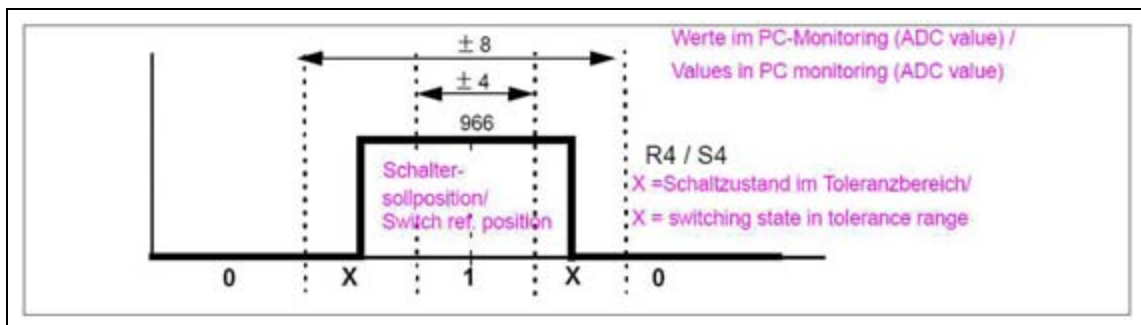 ± 8
Werte im PC-Monitoring (ADC value) /
Values in PC monitoring (ADC value)
± 4
966
R4 / S4
Schalter-
sollposition/
Switch ref. position
X =Schaltzustand im Toleranzbereich/
X = switching state in tolerance range
0 X 1 X 0